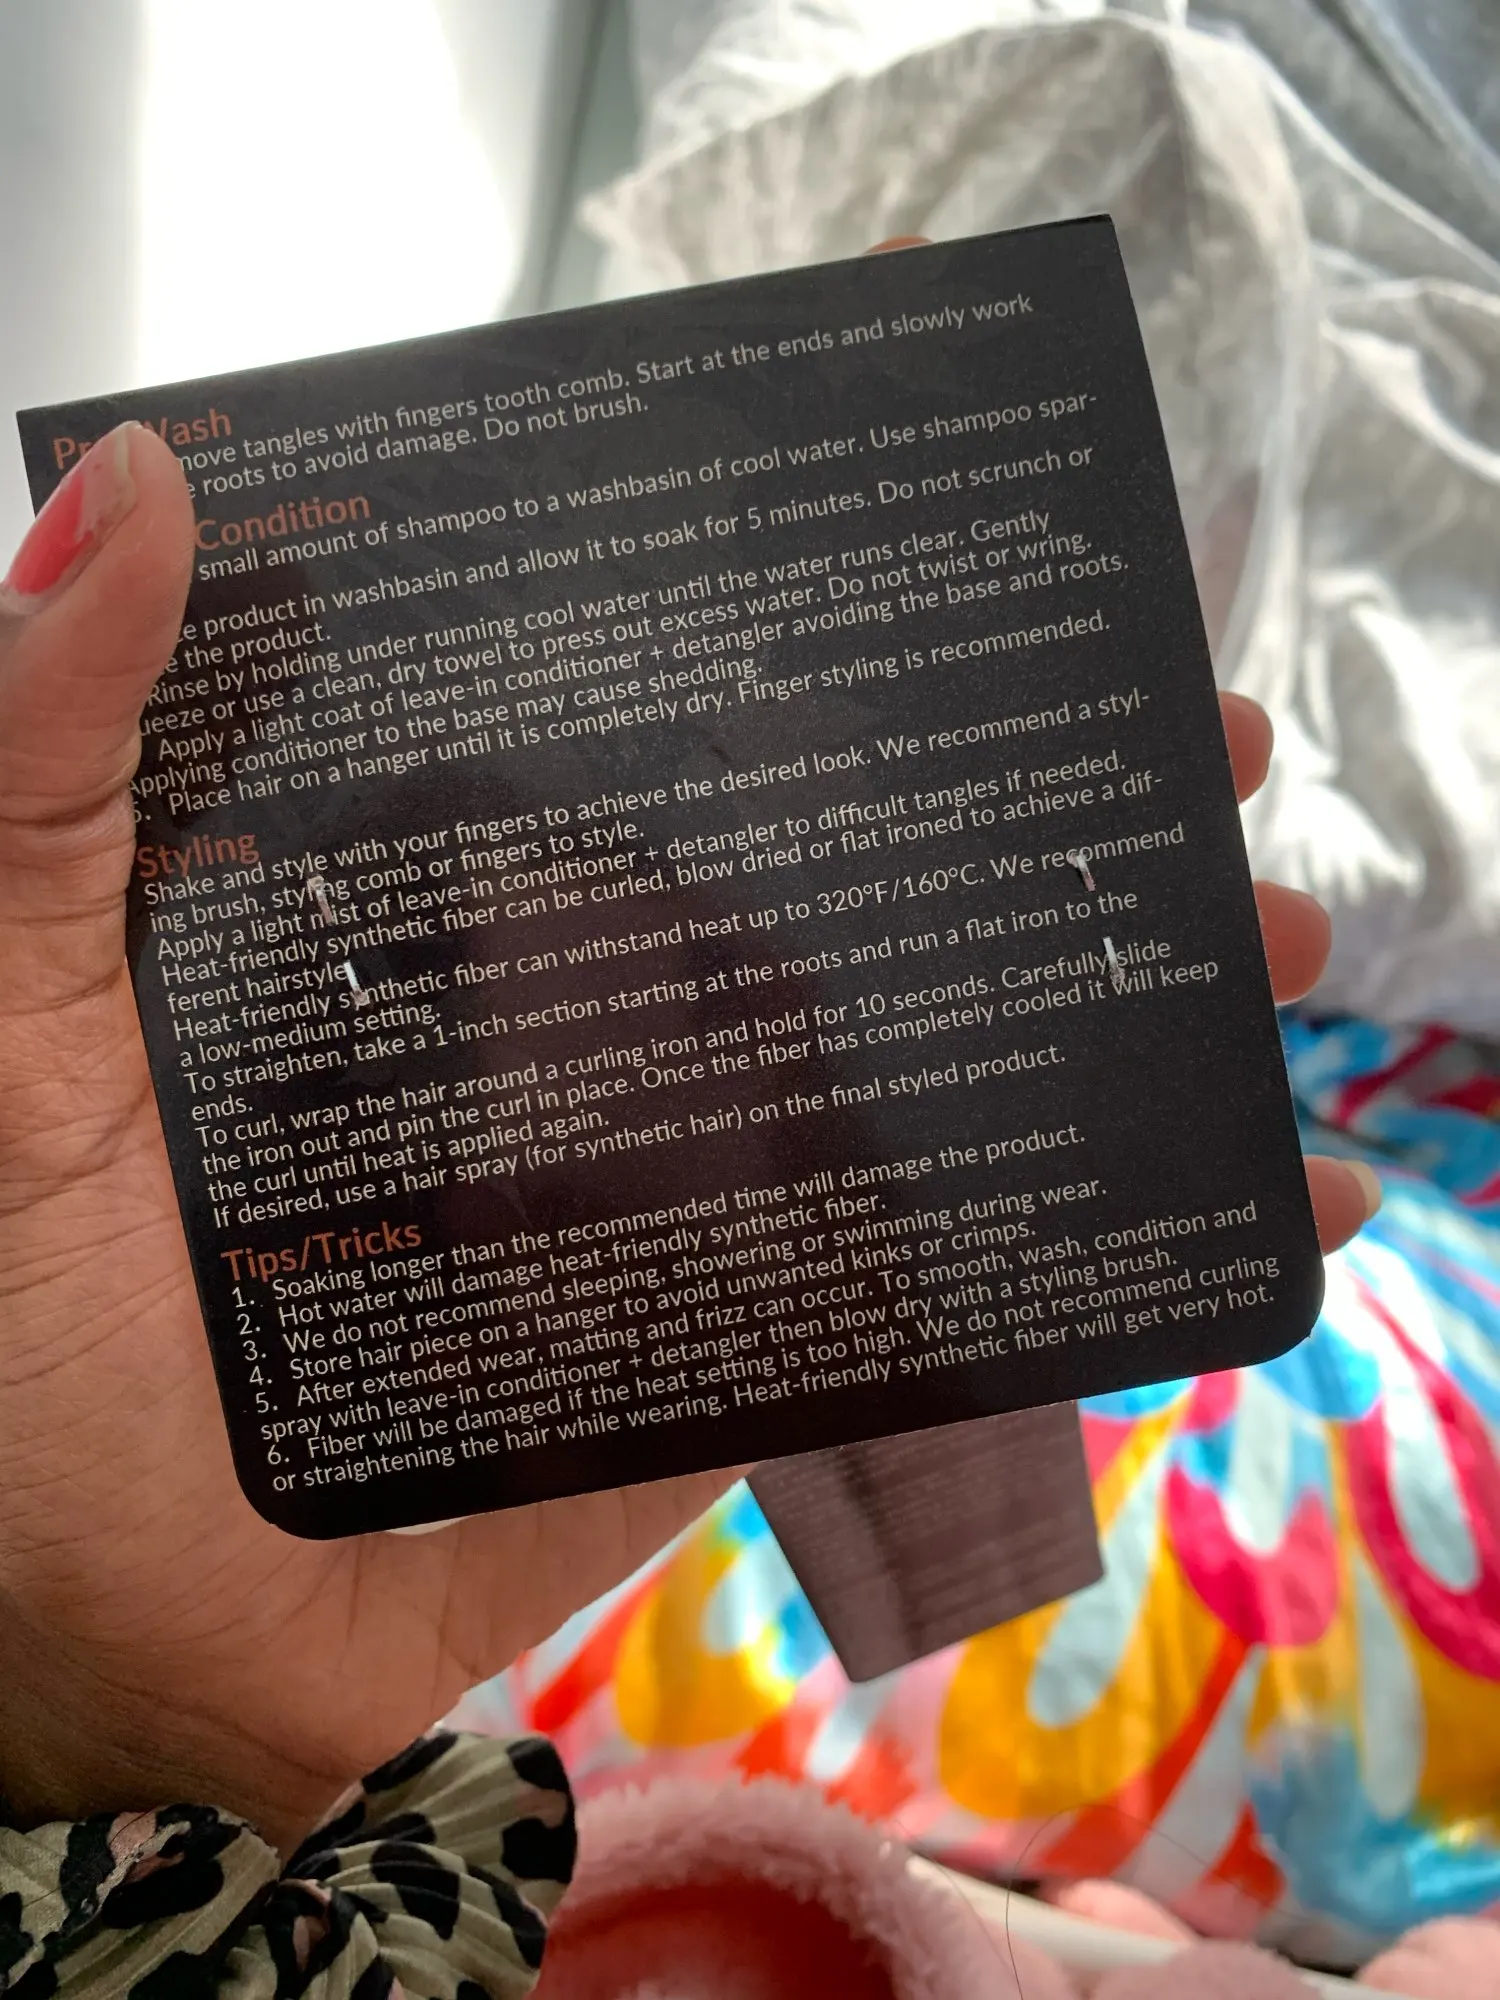 Wash
tangles with fingers tooth comb. Start at the ends and slowly work
roots to avoid damage. Do not brush.
Condition
small amount of shampoo to a washbasin of cool water. Use shampoo spar-
product in washbasin and allow it to soak for 5 minutes. Do not scrunch or
the product.
Rinse by holding under running cool water until the water runs clear. Gently
or use a clean, dry towel to press out excess water. Do not twist or wring.
Apply a light coat of leave-in conditioner + detangler avoiding the base and roots.
Applying conditioner to the base may cause shedding.
Place hair on a hanger until it is completely dry. Finger styling is recommended.
Styling
Shake and style with your fingers to achieve the desired look. We recommend a styl-
ing brush, styling comb or fingers to style.
Apply a light mist of leave-in conditioner + detangler to difficult tangles if needed.
Heat-friendly synthetic fiber can be curled, blow dried or flat ironed to achieve a dif-
ferent hairstyle.
Heat-friendly synthetic fiber can withstand heat up to 320°F/160°C. We recommend
a low-medium setting.
To straighten, take a 1-inch section starting at the roots and run a flat iron to the
ends.
To curl, wrap the hair around a curling iron and hold for 10 seconds. Carefully slide
the iron out and pin the curl in place. Once the fiber has completely cooled it will keep
the curl until heat is applied again.
If desired, use a hair spray (for synthetic hair) on the final styled product.
Tips/Tricks
1. Soaking longer than the recommended time will damage the product.
2. Hot water will damage heat-friendly synthetic fiber.
3. We do not recommend sleeping, showering or swimming during wear.
4. Store hair piece on a hanger to avoid unwanted kinks or crimps.
5. After extended wear, matting and frizz can occur. To smooth, wash, condition and
spray with leave-in conditioner + detangler then blow dry with a styling brush.
6. Fiber will be damaged if the heat setting is too high. We do not recommend curling
or straightening the hair while wearing. Heat-friendly synthetic fiber will get very hot.